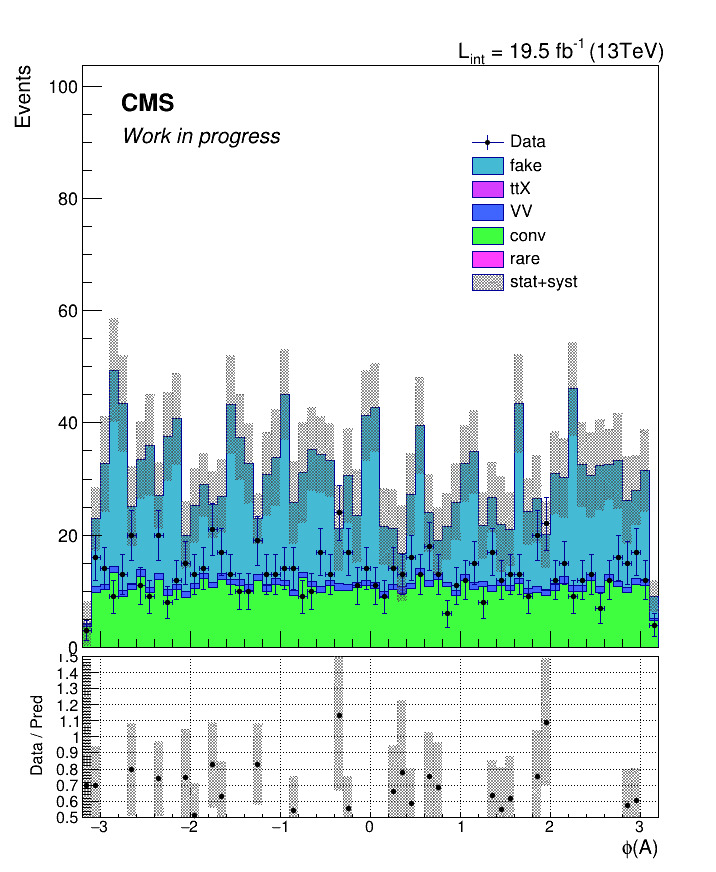 L_int = 19.5 fb^-1 (13TeV)
Events
100
CMS
Work in progress
Data
80
fake
ttX
VV
conv
rare
60
stat+syst
40
20
0
1.5
1.4
1.3
1.2
1.1
1
0.9
0.8
0.7
0.6
0.5
Data / Pred
−3 −2 −1 0 1 2 3
ϕ(A)